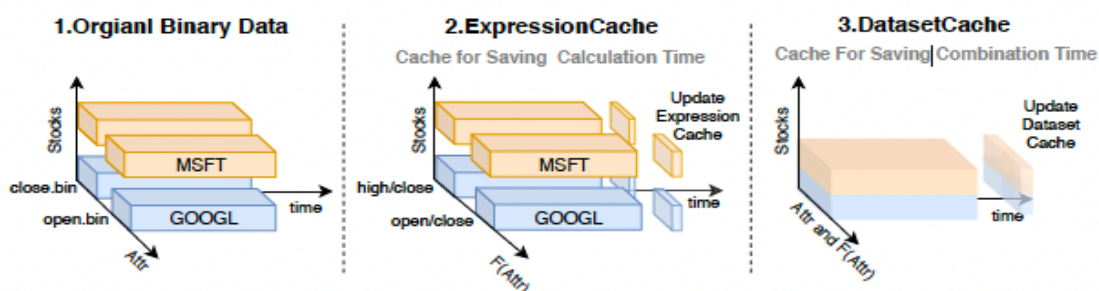 1.Orgianl Binary Data
Stocks
MSFT
close.bin
open.bin
GOOGL
time
Attr
2.ExpressionCache
Cache for Saving Calculation Time
Stocks
Update
Expression
Cache
MSFT
high/close
open/close
GOOGL
time
F(Attr)
3.DatasetCache
Cache For Saving Combination Time
Stocks
Update
Dataset
Cache
time
Attr and F(Attr)